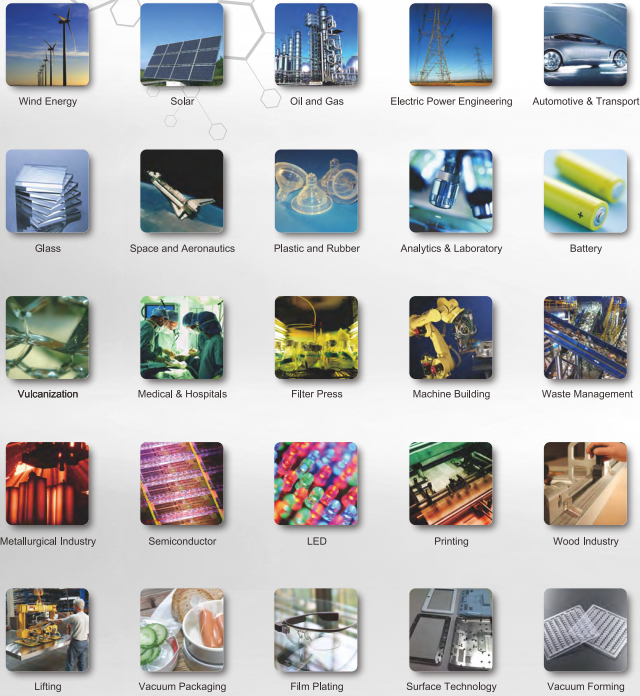 Wind Energy
Solar
Oil and Gas
Electric Power Engineering
Automotive & Transport
Glass
Space and Aeronautics
Plastic and Rubber
Analytics & Laboratory
Battery
Vulcanization
Medical & Hospitals
Filter Press
Machine Building
Waste Management
Metallurgical Industry
Semiconductor
LED
Printing
Wood Industry
Lifting
Vacuum Packaging
Film Plating
Surface Technology
Vacuum Forming